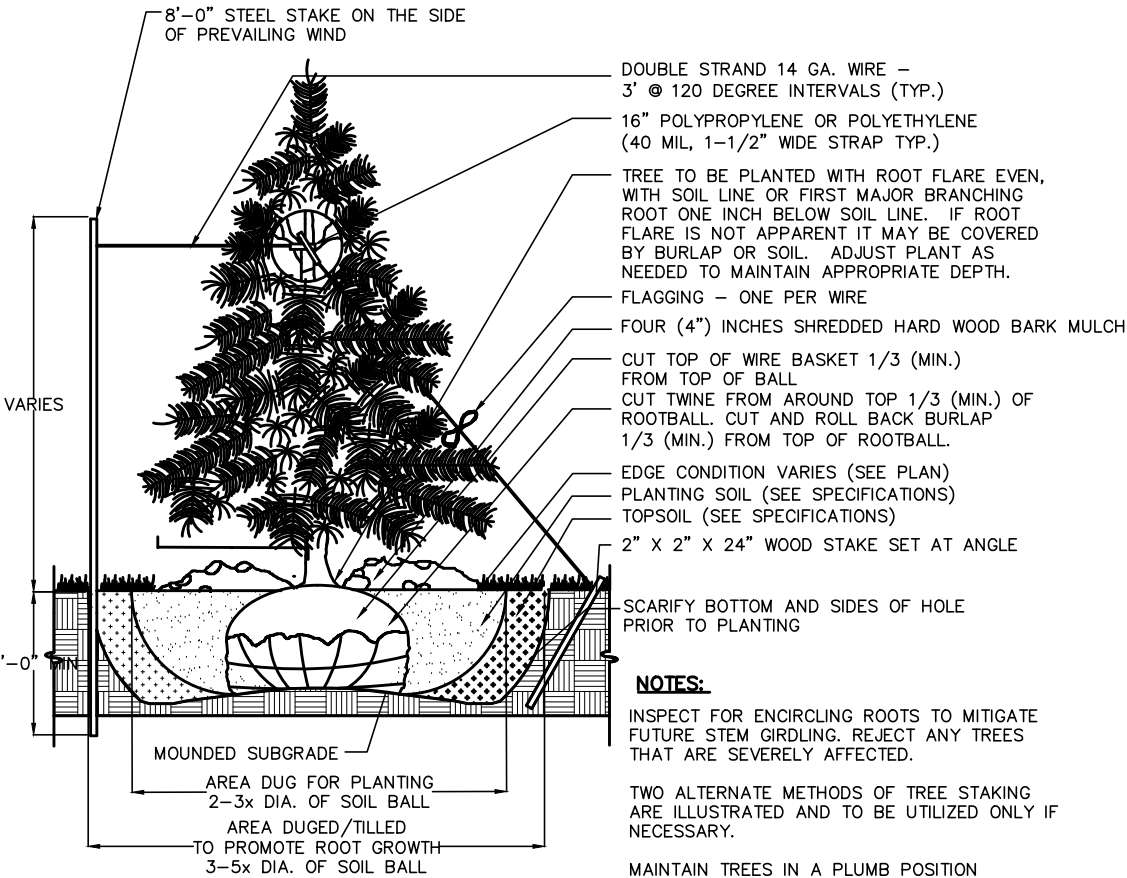 8'-0" STEEL STAKE ON THE SIDE
OF PREVAILING WIND
DOUBLE STRAND 14 GA. WIRE –
3' @ 120 DEGREE INTERVALS (TYP.)
16" POLYPROPYLENE OR POLYETHYLENE
(40 MIL, 1-1/2" WIDE STRAP TYP.)
TREE TO BE PLANTED WITH ROOT FLARE EVEN,
WITH SOIL LINE OR FIRST MAJOR BRANCHING
ROOT ONE INCH BELOW SOIL LINE. IF ROOT
FLARE IS NOT APPARENT IT MAY BE COVERED
BY BURLAP OR SOIL. ADJUST PLANT AS
NEEDED TO MAINTAIN APPROPRIATE DEPTH.
FLAGGING – ONE PER WIRE
FOUR (4") INCHES SHREDDED HARD WOOD BARK MULCH
CUT TOP OF WIRE BASKET 1/3 (MIN.)
FROM TOP OF BALL
CUT TWINE FROM AROUND TOP 1/3 (MIN.) OF
ROOTBALL. CUT AND ROLL BACK BURLAP
1/3 (MIN.) FROM TOP OF ROOTBALL.
EDGE CONDITION VARIES (SEE PLAN)
PLANTING SOIL (SEE SPECIFICATIONS)
TOPSOIL (SEE SPECIFICATIONS)
2" X 2" X 24" WOOD STAKE SET AT ANGLE
SCARIFY BOTTOM AND SIDES OF HOLE
PRIOR TO PLANTING
VARIES
'-0" MIN
MOUNDED SUBGRADE
AREA DUG FOR PLANTING
2-3x DIA. OF SOIL BALL
AREA DUGED/TILLED
TO PROMOTE ROOT GROWTH
3-5x DIA. OF SOIL BALL
NOTES:
INSPECT FOR ENCIRCLING ROOTS TO MITIGATE
FUTURE STEM GIRDLING. REJECT ANY TREES
THAT ARE SEVERELY AFFECTED.
TWO ALTERNATE METHODS OF TREE STAKING
ARE ILLUSTRATED AND TO BE UTILIZED ONLY IF
NECESSARY.
MAINTAIN TREES IN A PLUMB POSITION